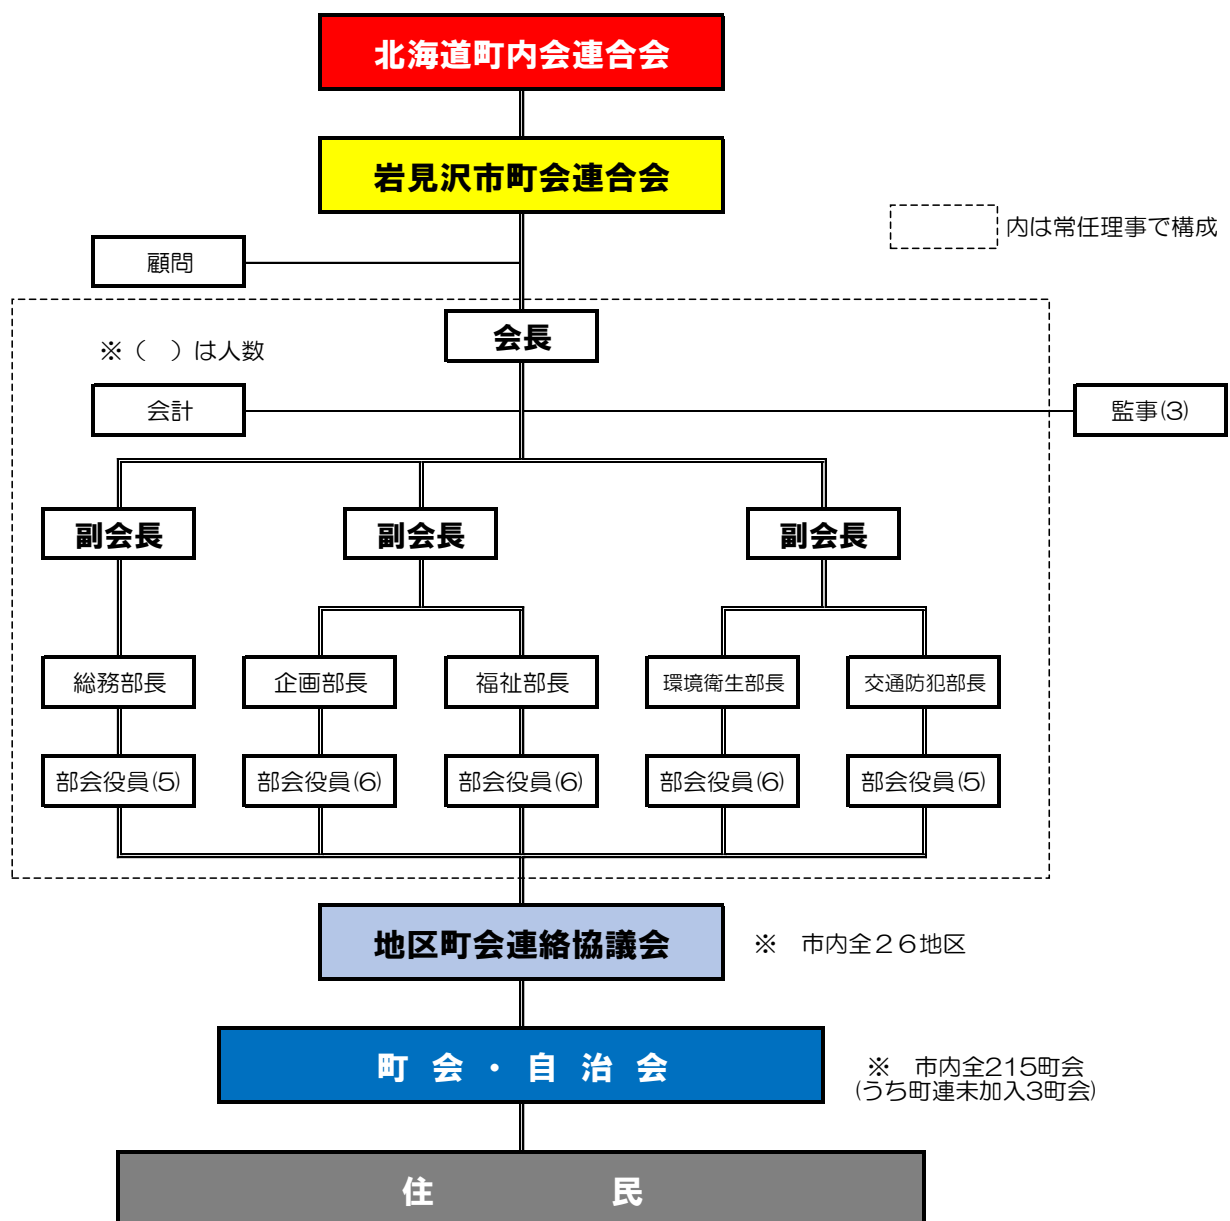 北海道町内会連合会
岩見沢市町会連合会
内は常任理事で構成
顧問
会長
※（　）は人数
会計
監事(3)
副会長 副会長 副会長
総務部長 企画部長 福祉部長 環境衛生部長 交通防犯部長
部会役員(5) 部会役員(6) 部会役員(6) 部会役員(6) 部会役員(5)
地区町会連絡協議会
※　市内全２６地区
町 会 ・ 自 治 会
※　市内全215町会
(うち町連未加入3町会)
住　民